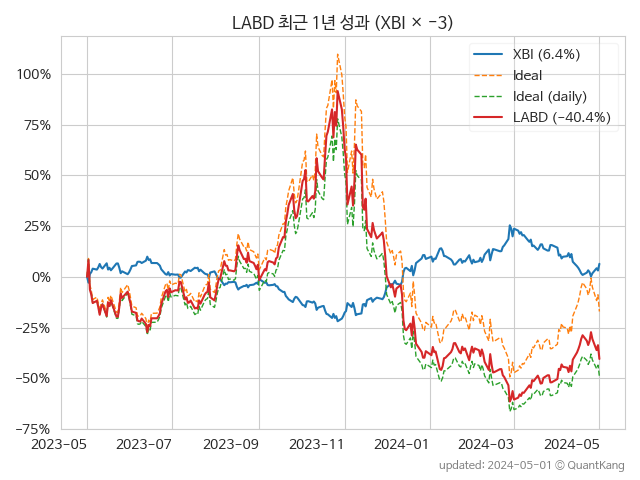 LABD 최근 1년 성과 (XBI × -3)
XBI (6.4%)
Ideal
Ideal (daily)
LABD (-40.4%)
100%
75%
50%
25%
0%
-25%
-50%
-75%
2023-05 2023-07 2023-09 2023-11 2024-01 2024-03 2024-05
updated: 2024-05-01 © QuantKang